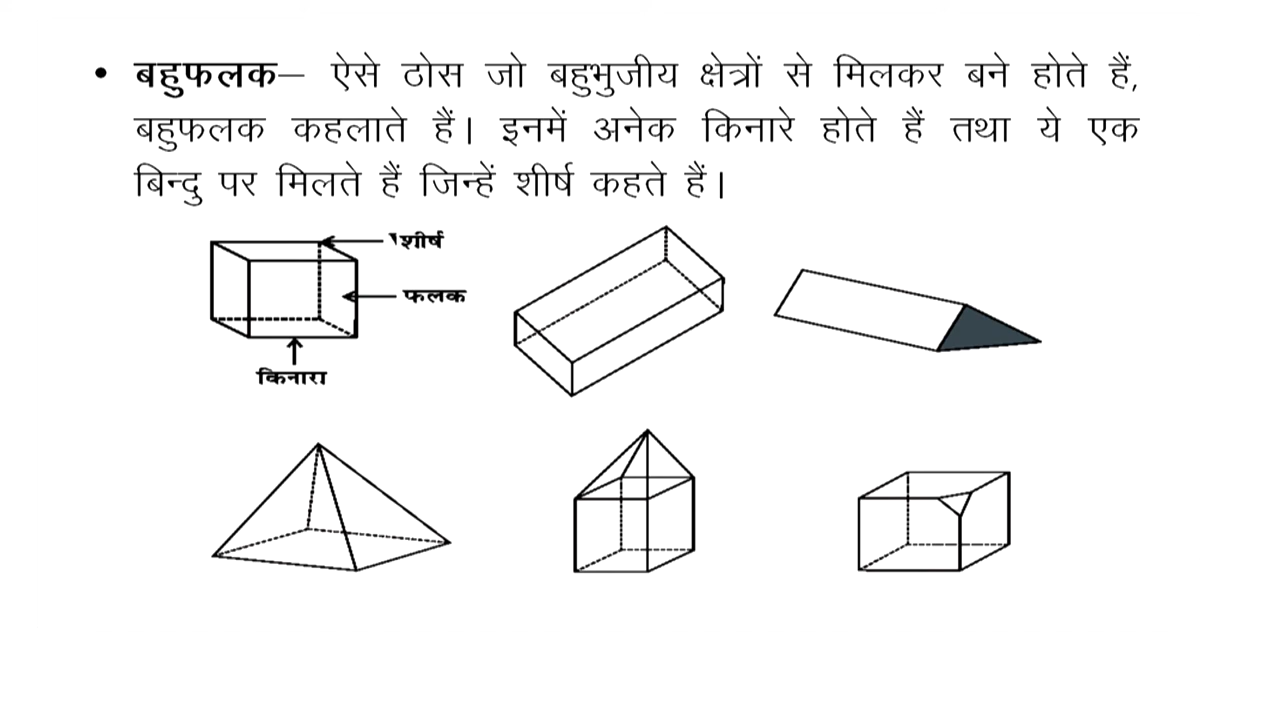 • बहुफलक– ऐसे ठोस जो बहुभुजीय क्षेत्रों से मिलकर बने होते हैं,
बहुफलक कहलाते हैं। इनमें अनेक किनारे होते हैं तथा ये एक
बिन्दु पर मिलते हैं जिन्हें शीर्ष कहते हैं।
शीर्ष
फलक
किनारा